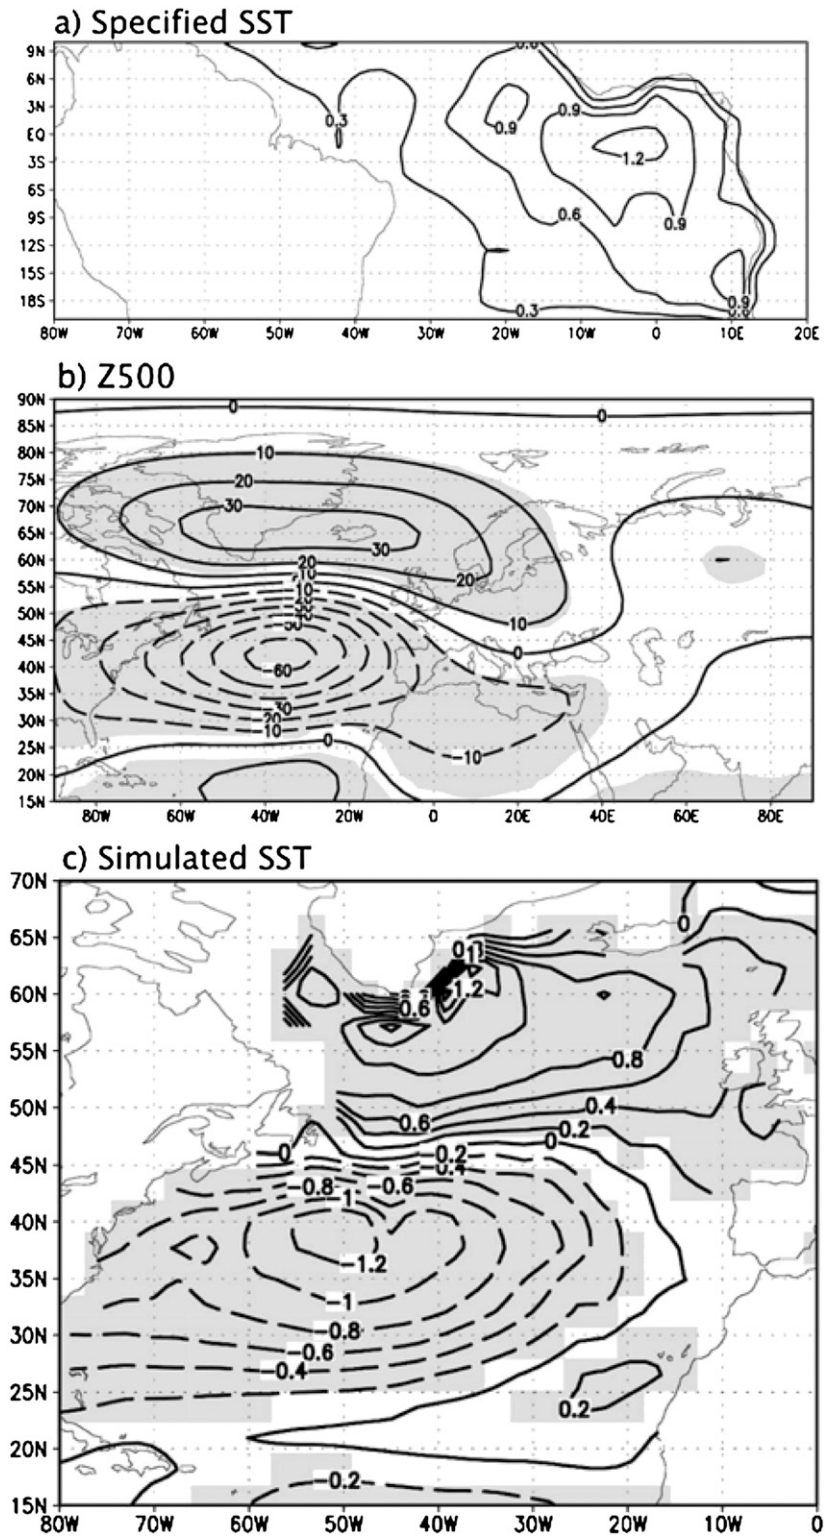 a) Specified SST
9N
6N
3N
EQ
3S
6S
9S
12S
15S
18S
0.3
0.9
0.9
1.2
0.6
0.9
0.9
0.3
80W 70W 60W 50W 40W 30W 20W 10W 0 10E 20E
b) Z500
90N
85N
80N
75N
70N
65N
60N
55N
50N
45N
40N
35N
30N
25N
20N
15N
0 0
10
20
30
30
20
10
20
10
10
0
-60
-30
20
10
0
-10
80W 60W 40W 20W 0 20E 40E 60E 80E
c) Simulated SST
70N
65N
60N
55N
50N
45N
40N
35N
30N
25N
20N
15N
0
1.2
0.6
0.8
0.4
0.6
0.2
0
0
-0.2
-0.8 -0.6
-1
-1.2
-1
-0.8
-0.6
-0.4
0.2
-0.2
80W 70W 60W 50W 40W 30W 20W 10W 0